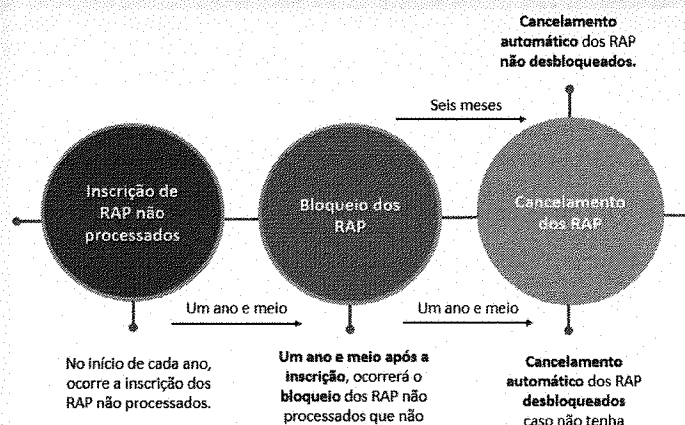 Cancelamento
automático dos RAP
não desbloqueados.
Seis meses
Inscrição de
RAP não
processados
Bloqueio dos
RAP
Cancelamento
dos RAP
Um ano e meio
Um ano e meio
No início de cada ano,
ocorre a inscrição dos
RAP não processados.
Um ano e meio após a
inscrição, ocorrerá o
bloqueio dos RAP não
processados que não
Cancelamento
automático dos RAP
desbloqueados
caso não tenha